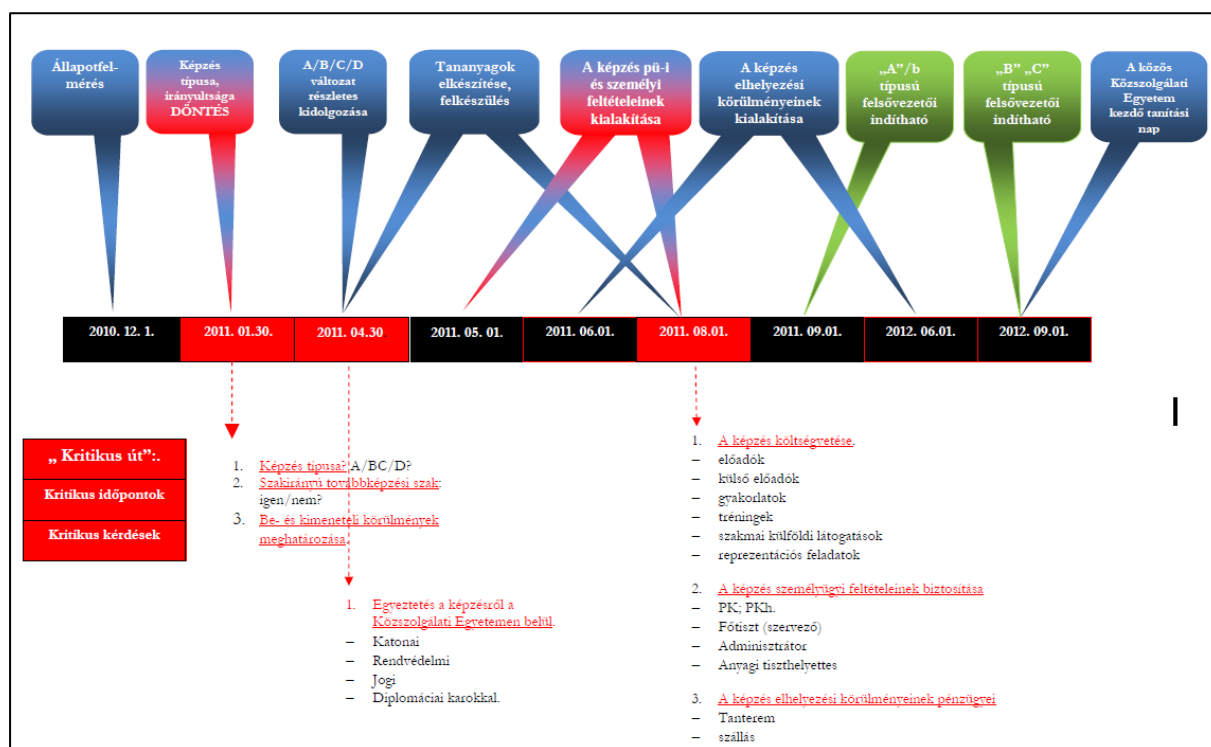 Állapotfel-
mérés
Képzés
típusa,
irányultsága
DÖNTÉS
A/B/C/D
változat
részletes
kidolgozása
Tananyagok
elkészítése,
felkészülés,
A képzés pü-i
és személyi
feltételeinek
kialakítása
A képzés
elhelyezési
körülményeinek
kialakítása
„A”/b
típusú
felsővezetői
indítható
„B” „C”
típusú
felsővezetői
indítható
A közös
Közszolgálati
Egyetem
kezdő tanítási
nap
2010. 12. 1.
2011. 01.30.
2011. 04.30
2011. 05. 01.
2011. 06.01.
2011. 08.01.
2011. 09.01.
2012. 06.01.
2012. 09.01.
„ Kritikus út”:.
Kritikus időpontok
Kritikus kérdések
1. Képzés típusa? A/BC/D?
2. Szakirányú továbbképzési szak:
igen/nem?
3. Be- és kimeneteli körülmények
meghatározása.
1. Egyeztetés a képzésről a
Közszolgálati Egyetemen belül.
– Katonai
– Rendvédelmi
– Jogi
– Diplomáciai karokkal.
1. A képzés költségvetése.
– előadók
– külső előadók
– gyakorlatok
– tréningek
– szakmai külföldi látogatások
– reprezentációs feladatok
2. A képzés személyügyi feltételeinek biztosítása
– PK; PKh.
– Főtiszt (szervező)
– Adminisztrátor
– Anyagi tiszthelyettes
3. A képzés elhelyezési körülményeinek pénzügyei
– Tanterem
– szállás